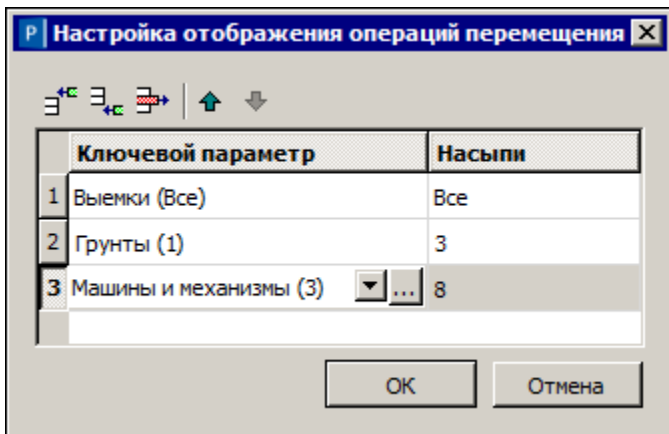 P Настройка отображения операций перемещения
Ключевой параметр Насыпи
1 Выемки (Все) Все
2 Грунты (1) 3
3 Машины и механизмы (3) ... 8
ОК Отмена